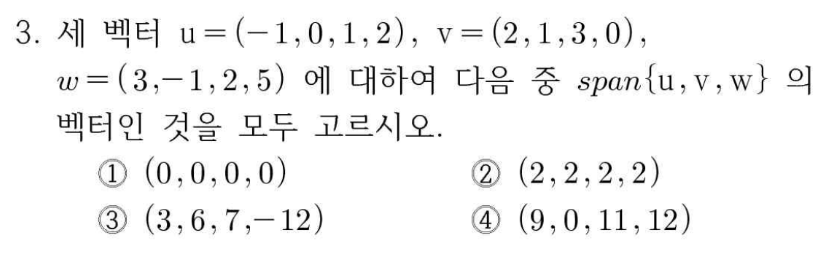 3. 세 벡터 u=(−1,0,1,2), v=(2,1,3,0),
w=(3,−1,2,5) 에 대하여 다음 중 span{u,v,w} 의
벡터인 것을 모두 고르시오.
① (0,0,0,0) ② (2,2,2,2)
③ (3,6,7,−12) ④ (9,0,11,12)